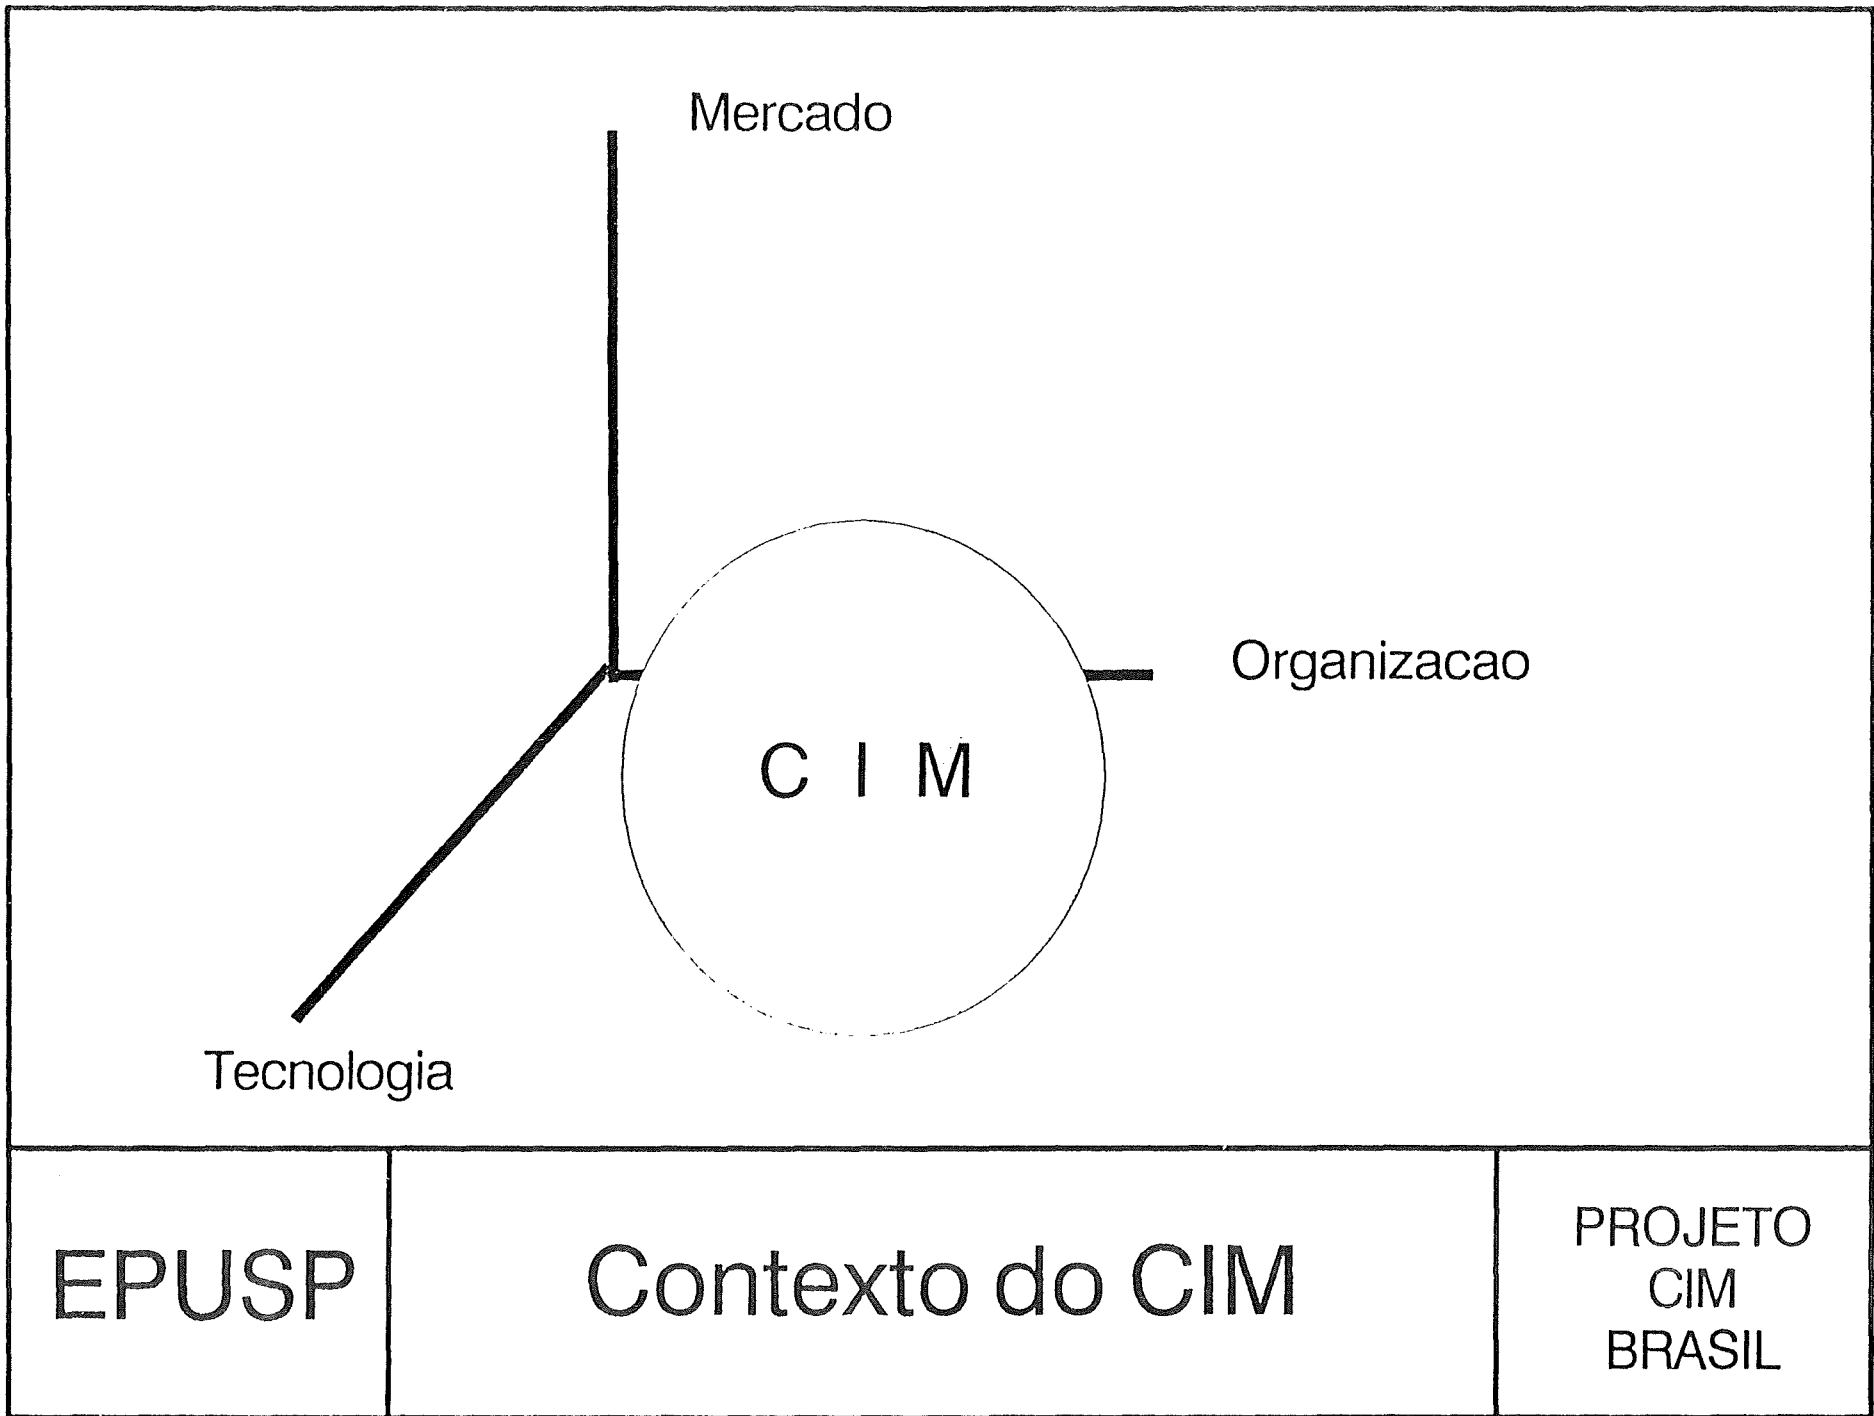 Mercado
Organizacao
C I M
Tecnologia
EPUSP
Contexto do CIM
PROJETO
CIM
BRASIL